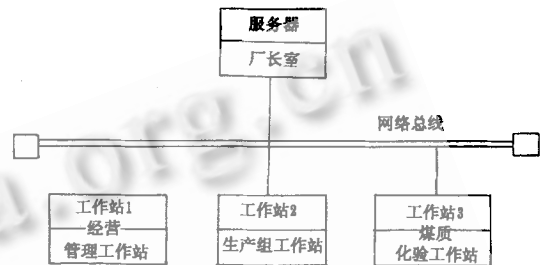 服务器
厂长室
网络总线
工作站1
经营
管理工作站
工作站2
生产组工作站
工作站3
煤质
化验工作站
.org.cn